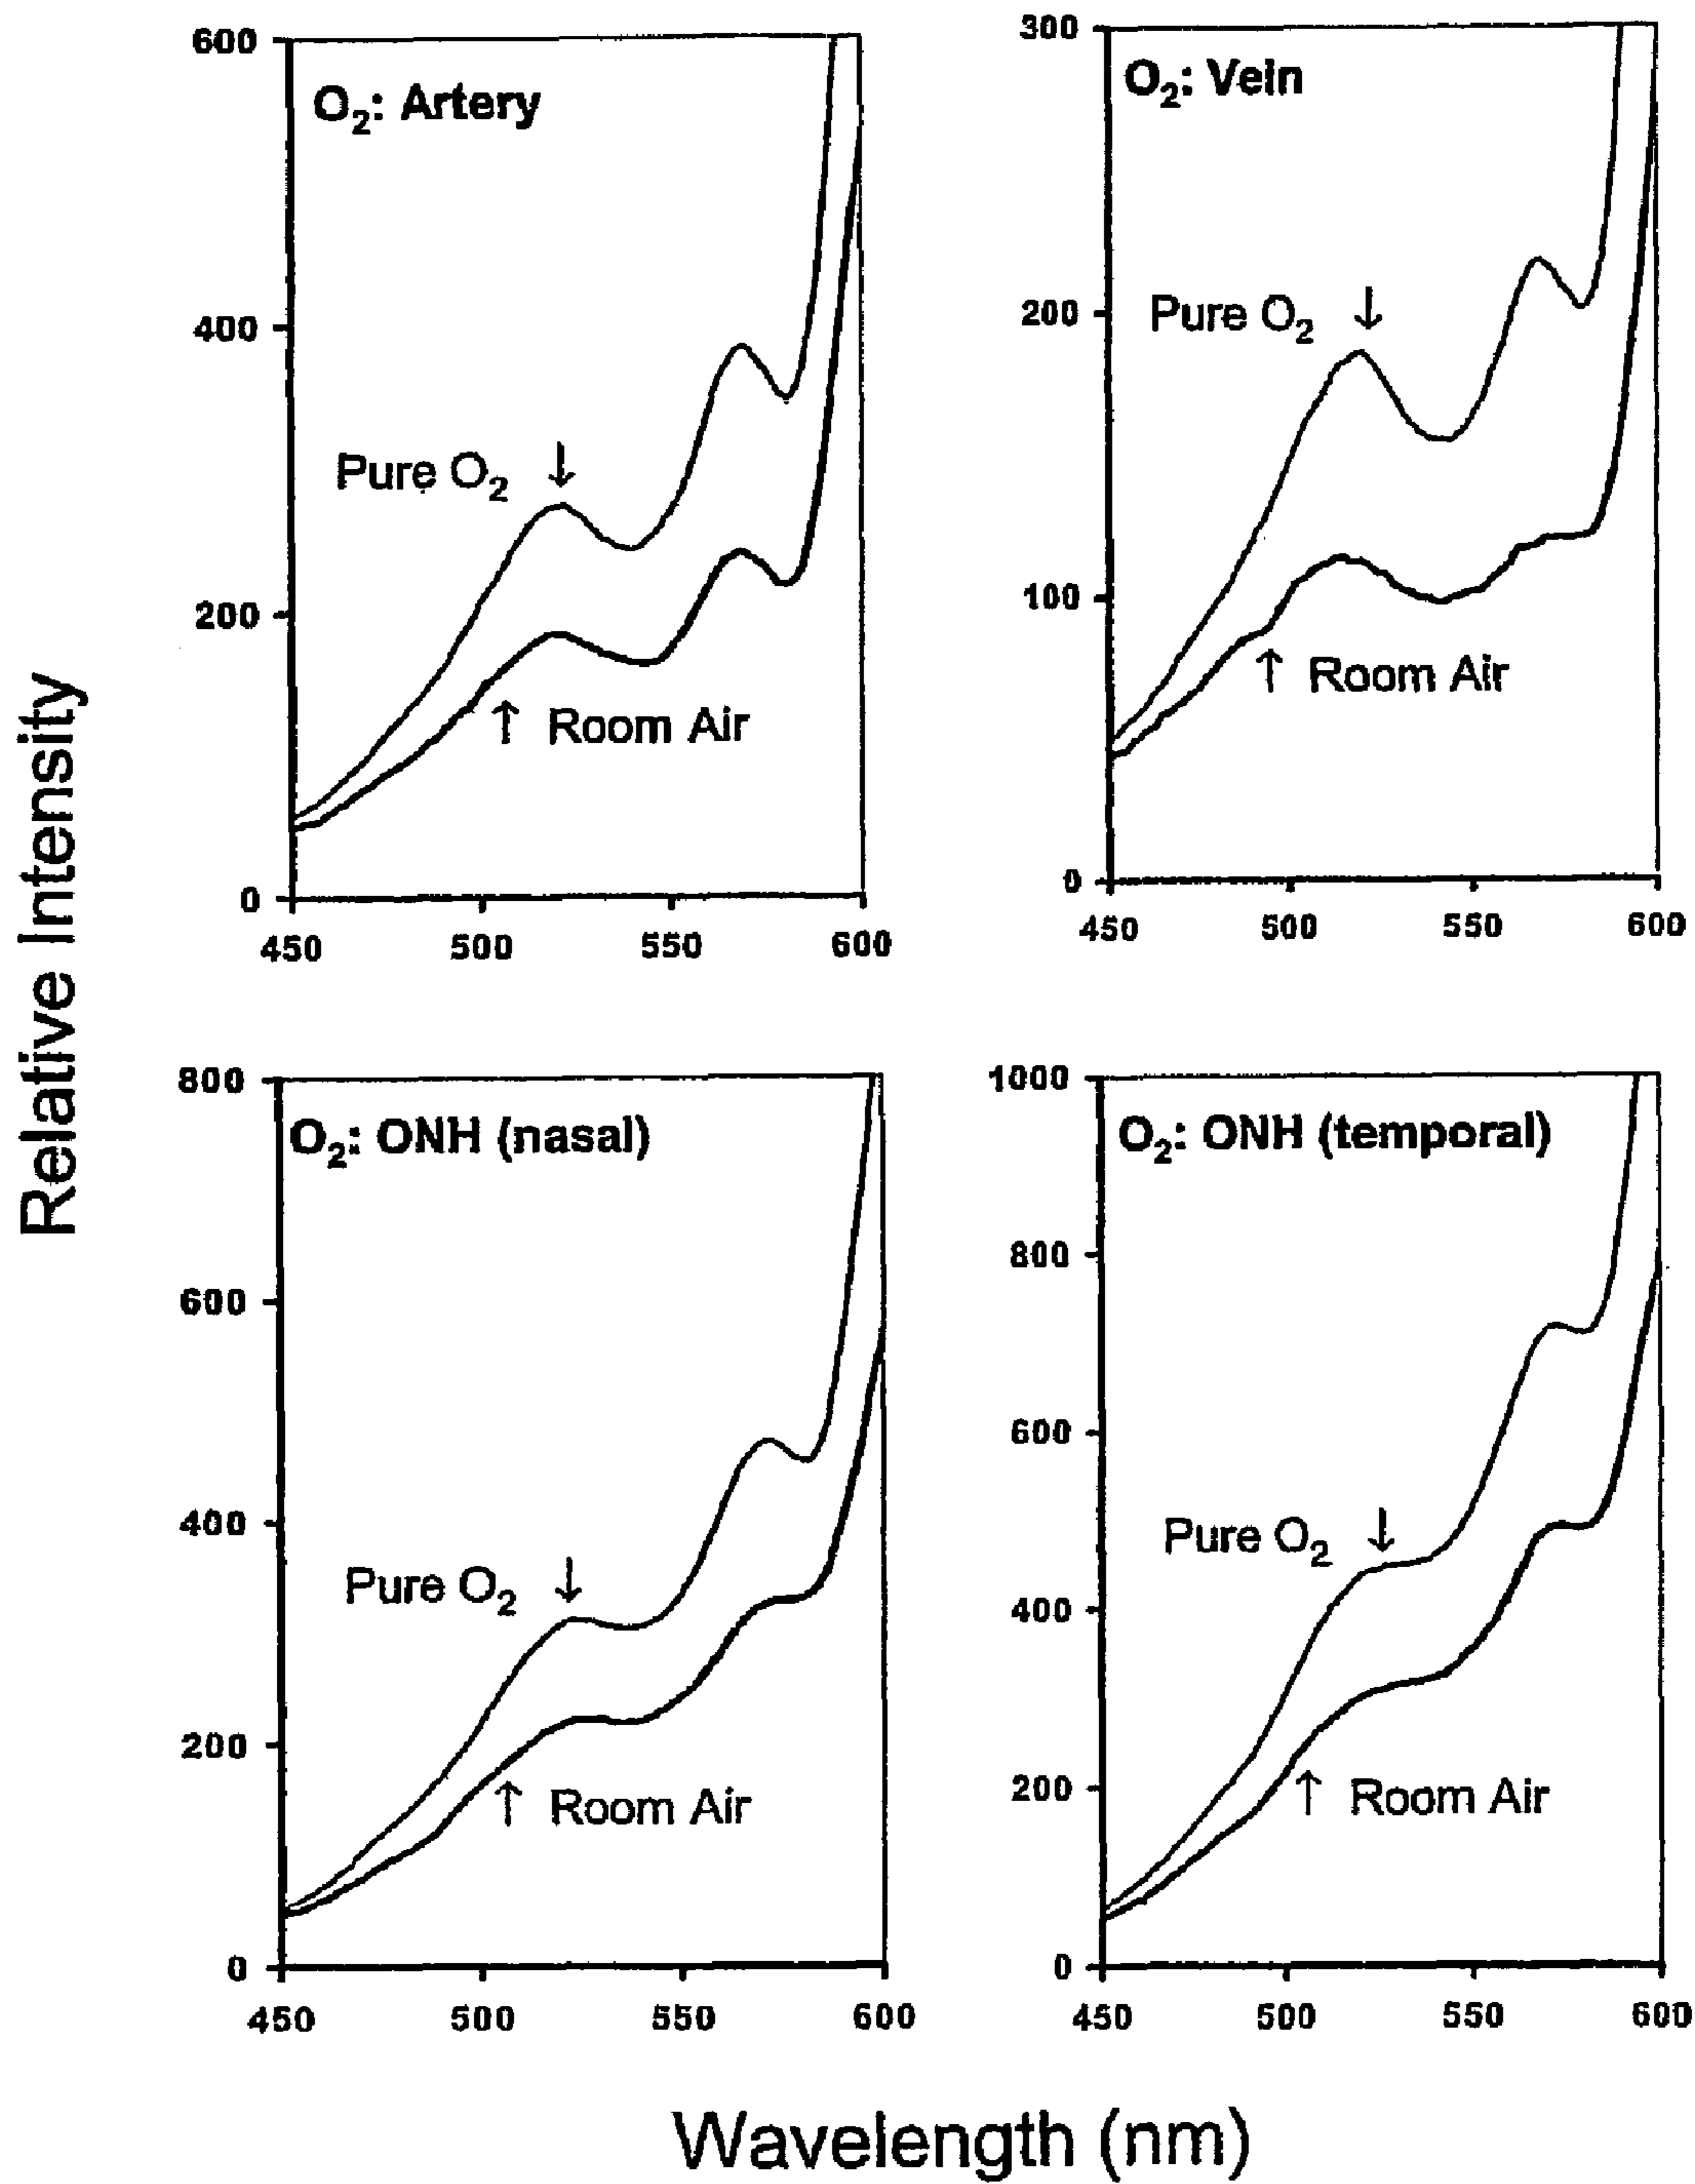 Relative Intensity
O₂: Artery
600
400
200
0
Pure O₂ ↓
↑ Room Air
450 500 550 600
O₂: Vein
300
200
100
0
Pure O₂ ↓
↑ Room Air
450 500 550 600
O₂: ONH (nasal)
800
600
400
200
0
Pure O₂ ↓
↑ Room Air
450 500 550 600
O₂: ONH (temporal)
1000
800
600
400
200
0
Pure O₂ ↓
↑ Room Air
450 500 550 600
Wavelength (nm)